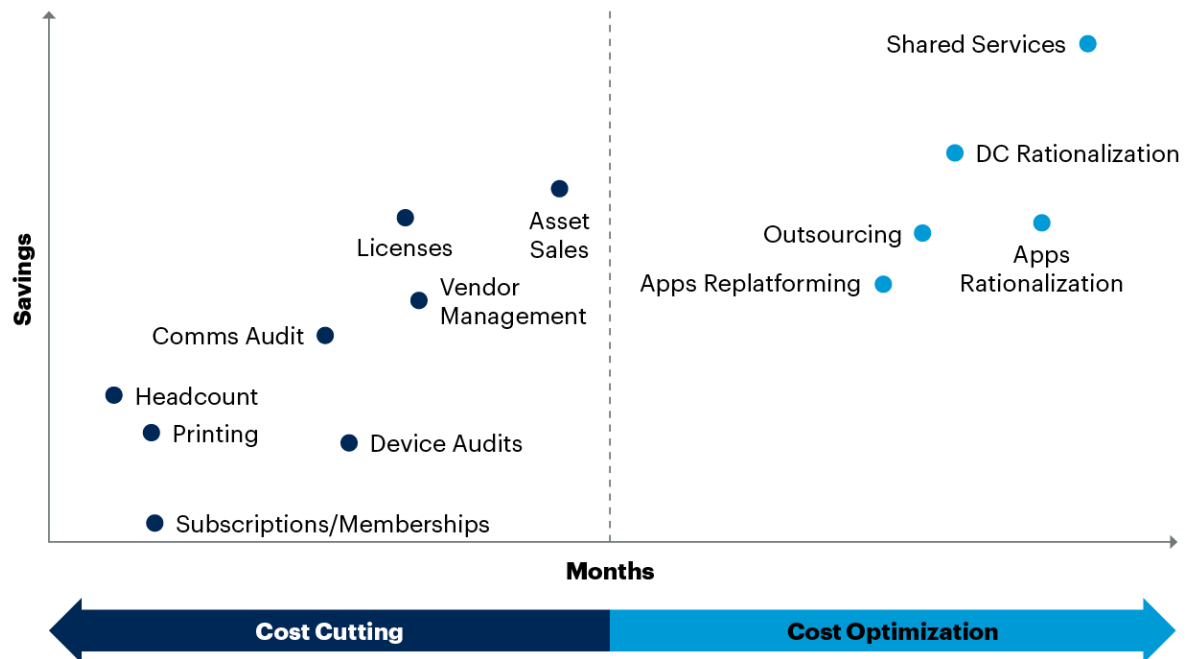 Shared Services
DC Rationalization
Asset
Sales
Licenses
Outsourcing
Apps
Rationalization
Apps Replatforming
Vendor
Management
Savings
Comms Audit
Headcount
Printing
Device Audits
Subscriptions/Memberships
Months
Cost Cutting
Cost Optimization